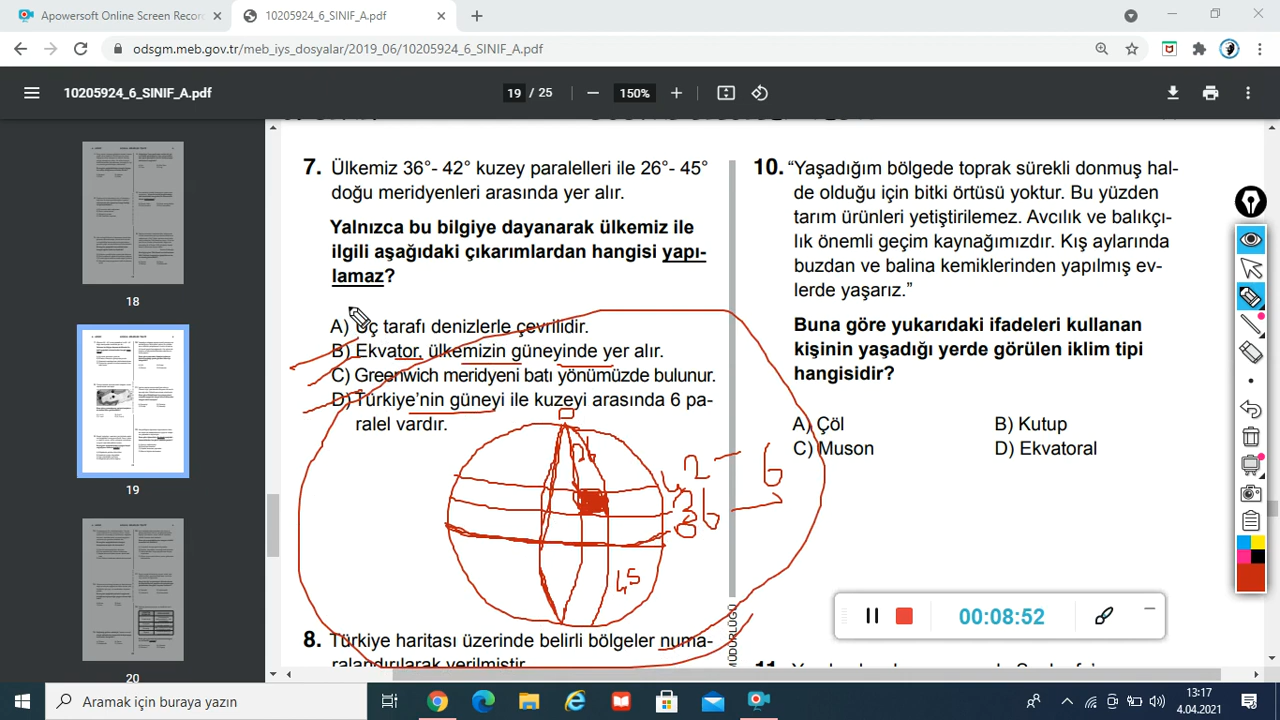 Apowersoft Online Screen Recor
10205924_6_SINIF_A.pdf
odsgm.meb.gov.tr/meb_iys_dosyalar/2019_06/10205924_6_SINIF_A.pdf
10205924_6_SINIF_A.pdf
19 / 25
150%
18
19
20
7. Ülkemiz 36°- 42° kuzey paralelleri ile 26°- 45°
doğu meridyenleri arasında yer alır.
Yalnızca bu bilgiye dayanarak ülkemiz ile
ilgili aşağıdaki çıkarımlardan hangisi yapı-
lamaz?
A) Üç tarafı denizlerle çevrilidir.
B) Ekvator, ülkemizin güneyinde yer alır.
C) Greenwich meridyeni batı yönümüzde bulunur.
D) Türkiye'nin güneyi ile kuzeyi arasında 6 pa-
ralel vardır.
0
26
42
6
36
0
45
8. Türkiye haritası üzerinde belirli bölgeler numa-
ralandırılarak verilmiştir.
MÜDÜRLÜĞÜ
10. “Yaşadığım bölgede toprak sürekli donmuş hal-
de olduğu için bitki örtüsü yoktur. Bu yüzden
tarım ürünleri yetiştirilemez. Avcılık ve balıkçı-
lık önemli geçim kaynağımızdır. Kış aylarında
buzdan ve balina kemiklerinden yapılmış ev-
lerde yaşarız.”
Buna göre yukarıdaki ifadeleri kullanan
kişinin yaşadığı yerde görülen iklim tipi
hangisidir?
A) Çöl
B) Kutup
C) Muson
D) Ekvatoral
00:08:52
Aramak için buraya yazın
13:17
4.04.2021